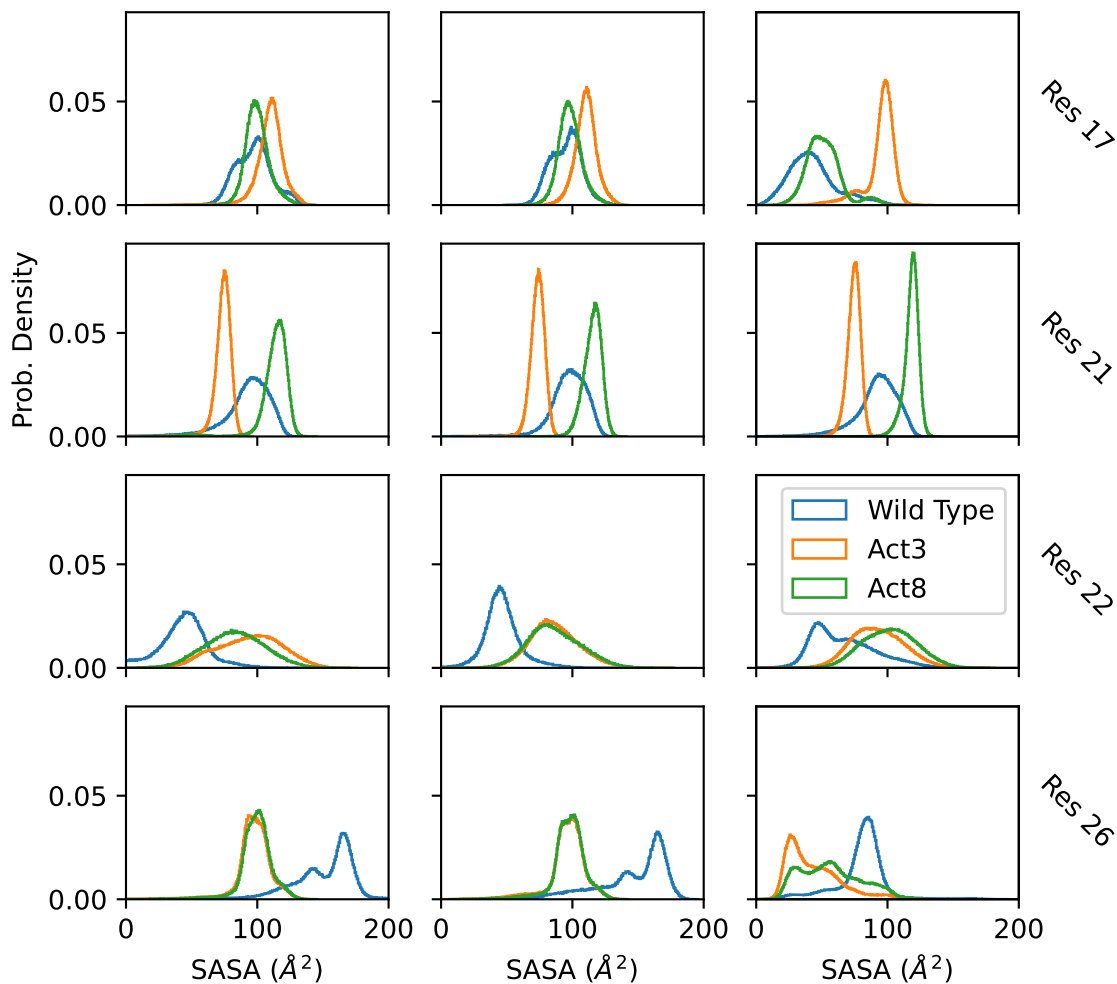 0.05
0.00
Res 17
0.05
0.00
Res 21
Prob. Density
0.05
0.00
Wild Type
Act3
Act8
Res 22
0.05
0.00
Res 26
0 100 200 0 100 200 0 100 200
SASA (Å²) SASA (Å²) SASA (Å²)